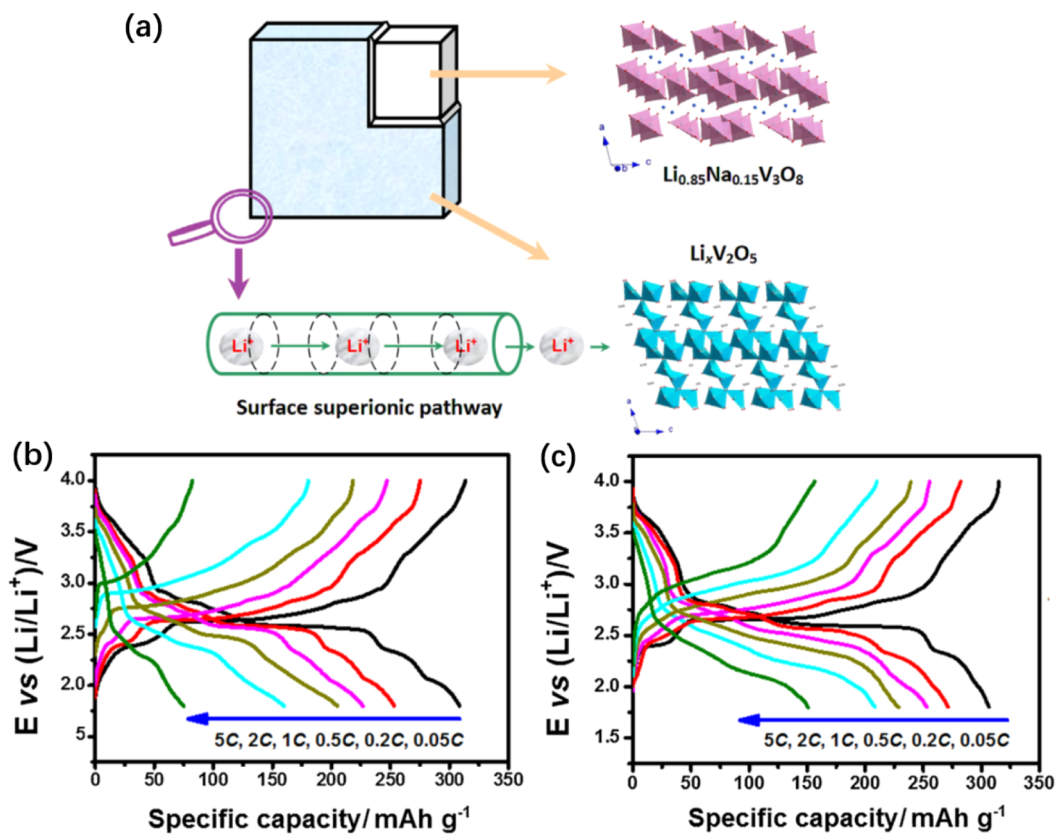 (a)
a
b
c
Li₀.₈₅Na₀.₁₅V₃O₈
LiₓV₂O₅
Li⁺ Li⁺ Li⁺ Li⁺
Surface superionic pathway
a
c
(b)
E vs (Li/Li⁺)/V
4.0
3.5
3.0
2.5
2.0
5
5C, 2C, 1C, 0.5C, 0.2C, 0.05C
0 50 100 150 200 250 300 350
Specific capacity/ mAh g⁻¹
(c)
E vs (Li/Li⁺)/V
4.0
3.5
3.0
2.5
2.0
1.5
5C, 2C, 1C, 0.5C, 0.2C, 0.05C
0 50 100 150 200 250 300 350
Specific capacity/ mAh g⁻¹